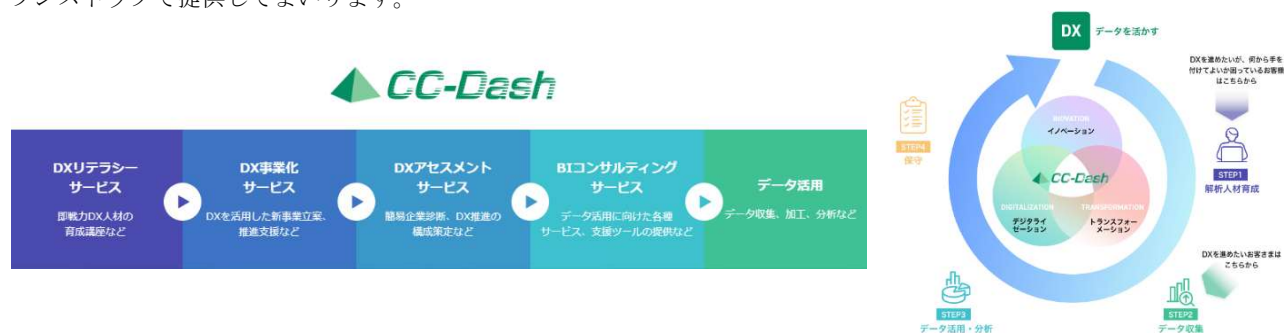 ンストップで提供してまいります。
CC-Dash
DXリテラシー
サービス
即戦力DX人材の
育成講座など
DX事業化
サービス
DXを活用した新事業立案、
推進支援など
DXアセスメント
サービス
簡易企業診断、DX推進の
構成策定など
BIコンサルティング
サービス
データ活用に向けた各種
サービス、支援ツールの提供など
データ活用
データ収集、加工、分析など
DX データを活かす
DXを進めたいが、何から手を
付けてよいか困っているお客様
はこちらから
STEP1
解析人材育成
DXを進めたいお客さまは
こちらから
STEP2
データ収集
STEP3
データ活用・分析
STEP4
保守
イノベーション
CC-Dash
DIGITALIZATION
デジタライ
ゼーション
TRANSFORMATION
トランスフォー
メーション